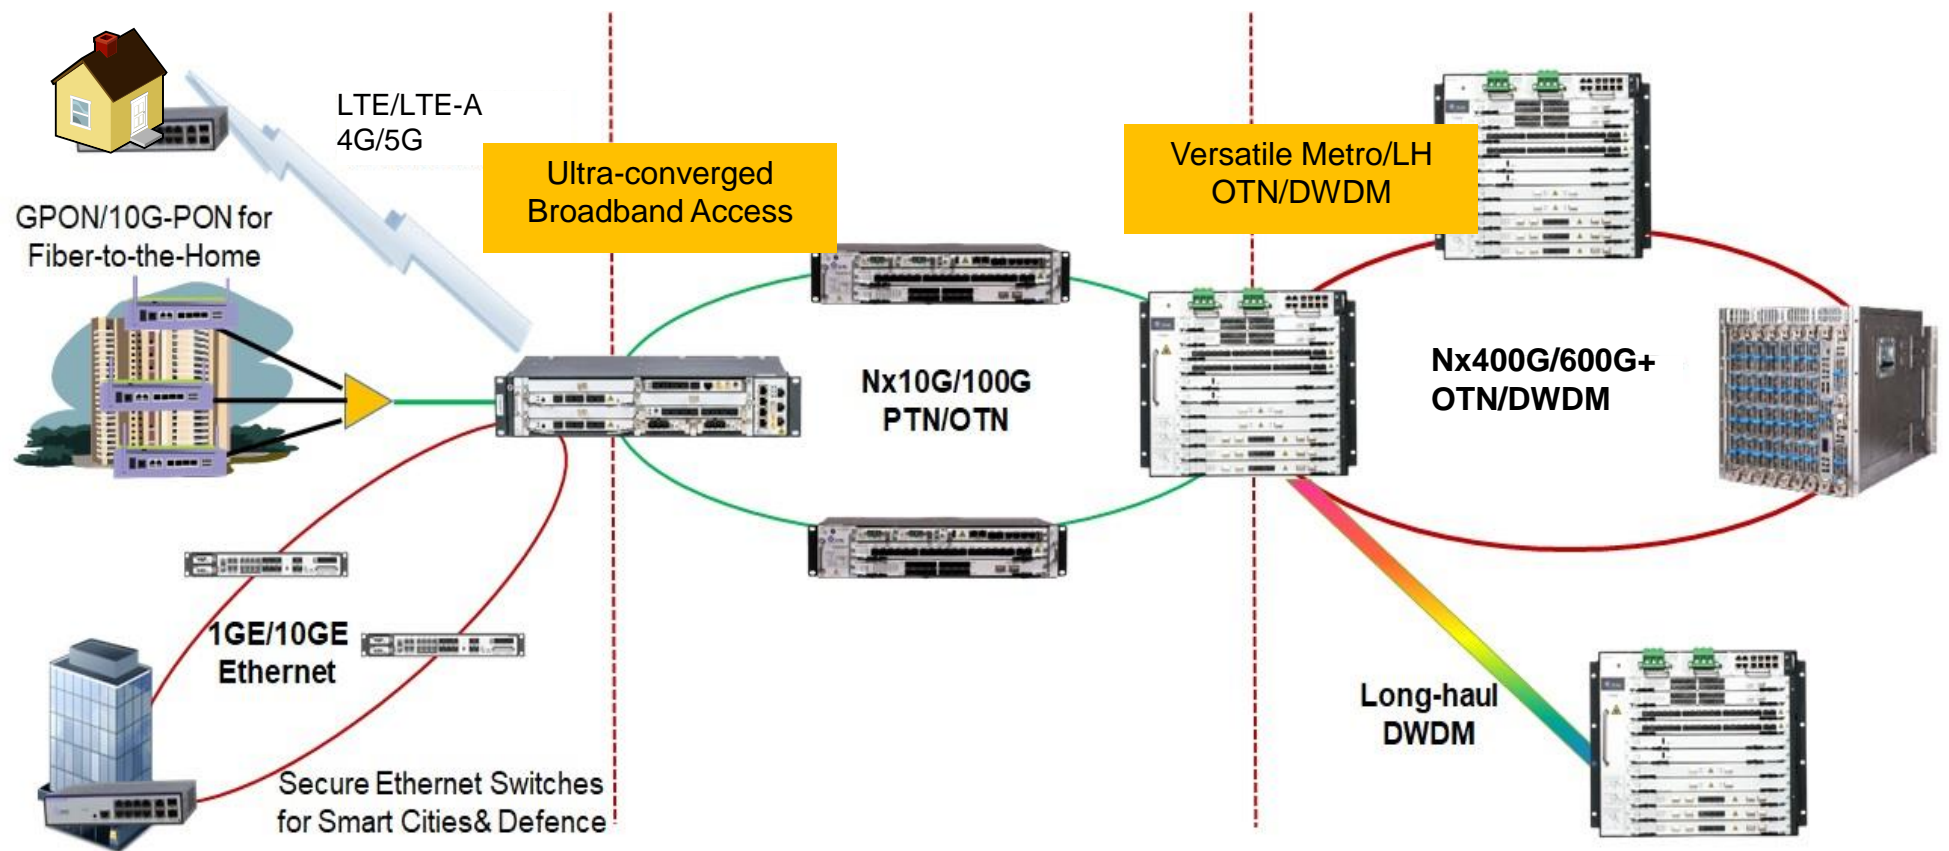 LTE/LTE-A
4G/5G
Ultra-converged
Broadband Access
Versatile Metro/LH
OTN/DWDM
GPON/10G-PON for
Fiber-to-the-Home
Nx10G/100G
PTN/OTN
Nx400G/600G+
OTN/DWDM
1GE/10GE
Ethernet
Long-haul
DWDM
Secure Ethernet Switches
for Smart Cities& Defence